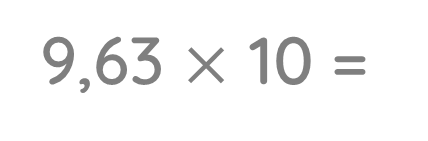 9,63 × 10 =